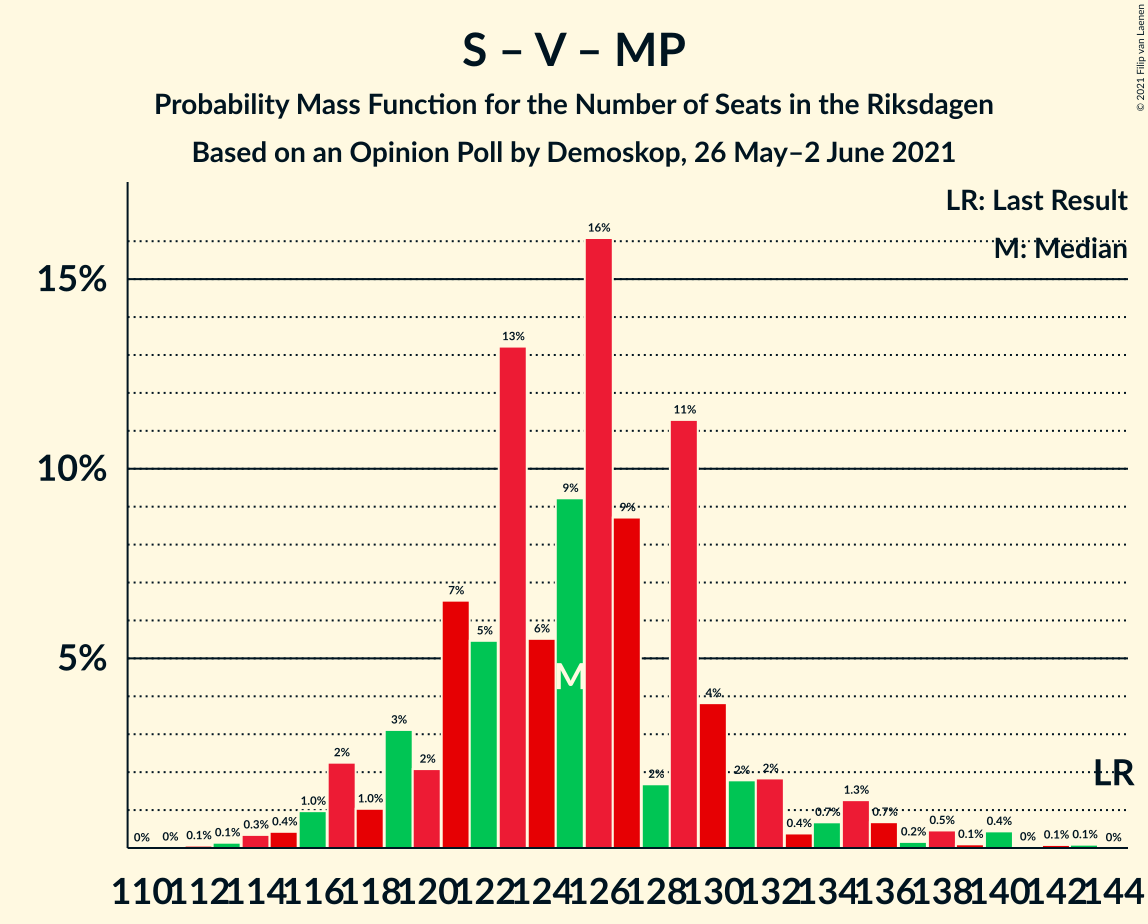 S – V – MP
Probability Mass Function for the Number of Seats in the Riksdagen
Based on an Opinion Poll by Demoskop, 26 May–2 June 2021
© 2021 Filip van Laenen
LR: Last Result
M: Median
15%
10%
5%
0% 0% 0.1% 0.1% 0.3% 0.4% 1.0% 2% 1.0% 3% 2% 7% 5% 13% 6% 9% 16% 9% 2% 11% 4% 2% 2% 0.4% 0.7% 1.3% 0.7% 0.2% 0.5% 0.1% 0.4% 0% 0.1% 0.1% 0%
M
LR
110 112 114 116 118 120 122 124 126 128 130 132 134 136 138 140 142 144